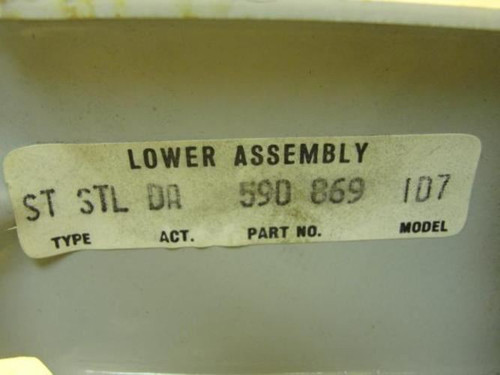 LOWER ASSEMBLY
ST STL DA 590 869 107
TYPE ACT. PART NO. MODEL